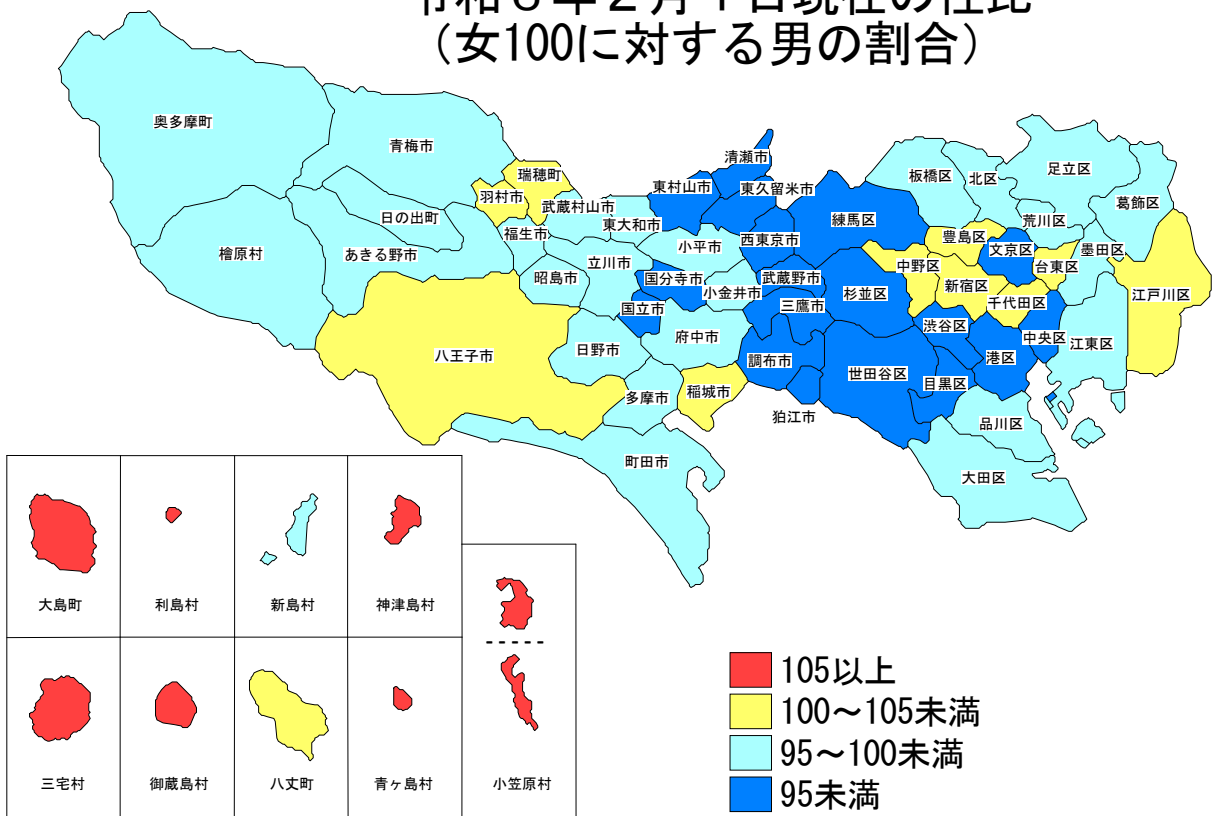 令和 年２月１日現在の性比
（女100に対する男の割合）
奥多摩町
青梅市
瑞穂町
羽村市
武蔵村山市
東大和市
東村山市
清瀬市
東久留米市
練馬区
板橋区
北区
足立区
葛飾区
荒川区
檜原村
日の出町
あきる野市
福生市
昭島市
立川市
小平市
西東京市
国分寺市
小金井市
武蔵野市
三鷹市
国立市
府中市
日野市
八王子市
多摩市
稲城市
町田市
調布市
狛江市
世田谷区
杉並区
中野区
豊島区
文京区
台東区
墨田区
新宿区
千代田区
江戸川区
渋谷区
港区
中央区
江東区
目黒区
品川区
大田区
大島町
利島村
新島村
神津島村
三宅村
御蔵島村
八丈町
青ヶ島村
小笠原村
105以上
100～105未満
95～100未満
95未満